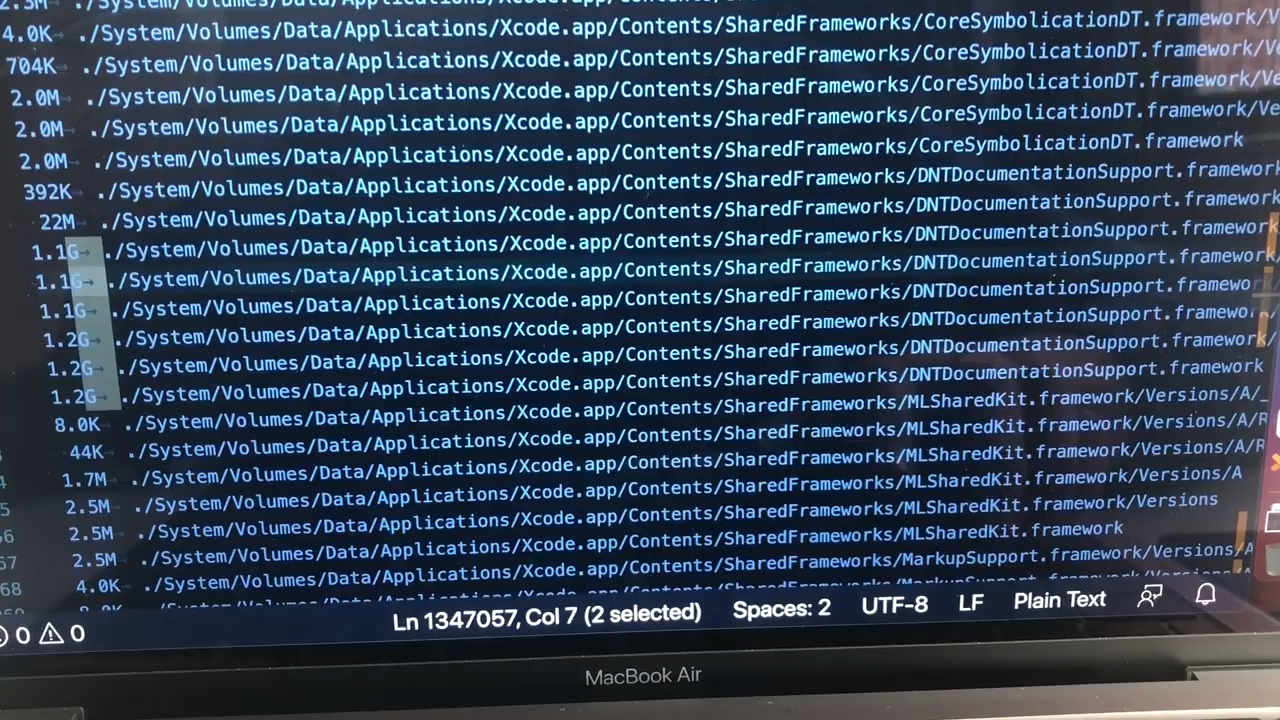 2.3M
4.0K ./System/Volumes/Data/Applications/Xcode.app/Contents/SharedFrameworks/CoreSymbolicationDT.framework/V
704K ./System/Volumes/Data/Applications/Xcode.app/Contents/SharedFrameworks/CoreSymbolicationDT.framework/Ve
2.0M ./System/Volumes/Data/Applications/Xcode.app/Contents/SharedFrameworks/CoreSymbolicationDT.framework/Ve
2.0M ./System/Volumes/Data/Applications/Xcode.app/Contents/SharedFrameworks/CoreSymbolicationDT.framework/Ve
2.0M ./System/Volumes/Data/Applications/Xcode.app/Contents/SharedFrameworks/CoreSymbolicationDT.framework
392K ./System/Volumes/Data/Applications/Xcode.app/Contents/SharedFrameworks/DNTDocumentationSupport.framework
22M ./System/Volumes/Data/Applications/Xcode.app/Contents/SharedFrameworks/DNTDocumentationSupport.framework
1.1G→ ./System/Volumes/Data/Applications/Xcode.app/Contents/SharedFrameworks/DNTDocumentationSupport.framework
1.1G→ ./System/Volumes/Data/Applications/Xcode.app/Contents/SharedFrameworks/DNTDocumentationSupport.framework/
1.1G→ ./System/Volumes/Data/Applications/Xcode.app/Contents/SharedFrameworks/DNTDocumentationSupport.framewor
1.2G→ ./System/Volumes/Data/Applications/Xcode.app/Contents/SharedFrameworks/DNTDocumentationSupport.framewor
1.2G→ ./System/Volumes/Data/Applications/Xcode.app/Contents/SharedFrameworks/DNTDocumentationSupport.framework/
1.2G→ ./System/Volumes/Data/Applications/Xcode.app/Contents/SharedFrameworks/DNTDocumentationSupport.framework
8.0K ./System/Volumes/Data/Applications/Xcode.app/Contents/SharedFrameworks/MLSharedKit.framework/Versions/A/_
44K ./System/Volumes/Data/Applications/Xcode.app/Contents/SharedFrameworks/MLSharedKit.framework/Versions/A/R
1.7M ./System/Volumes/Data/Applications/Xcode.app/Contents/SharedFrameworks/MLSharedKit.framework/Versions/A/R
2.5M ./System/Volumes/Data/Applications/Xcode.app/Contents/SharedFrameworks/MLSharedKit.framework/Versions/A
2.5M ./System/Volumes/Data/Applications/Xcode.app/Contents/SharedFrameworks/MLSharedKit.framework/Versions
67 2.5M ./System/Volumes/Data/Applications/Xcode.app/Contents/SharedFrameworks/MLSharedKit.framework
68 4.0K ./System/Volumes/Data/Applications/Xcode.app/Contents/SharedFrameworks/MarkupSupport.framework/Versions/A
0 0 Ln 1347057, Col 7 (2 selected) Spaces: 2 UTF-8 LF Plain Text
MacBook Air